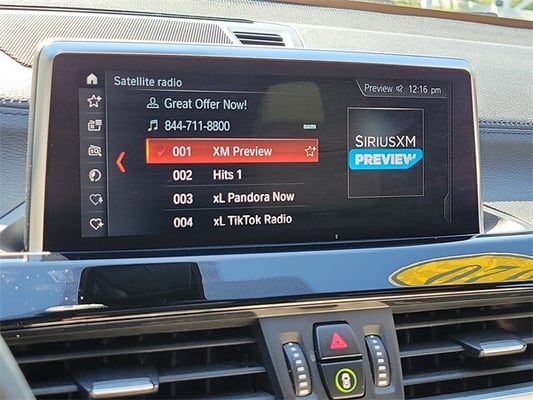 Satellite radio
Preview 12:16 pm
Great Offer Now!
844-711-8800
001 XM Preview
002 Hits 1
003 xL Pandora Now
004 xL TikTok Radio
SIRIUSXM
PREVIEW